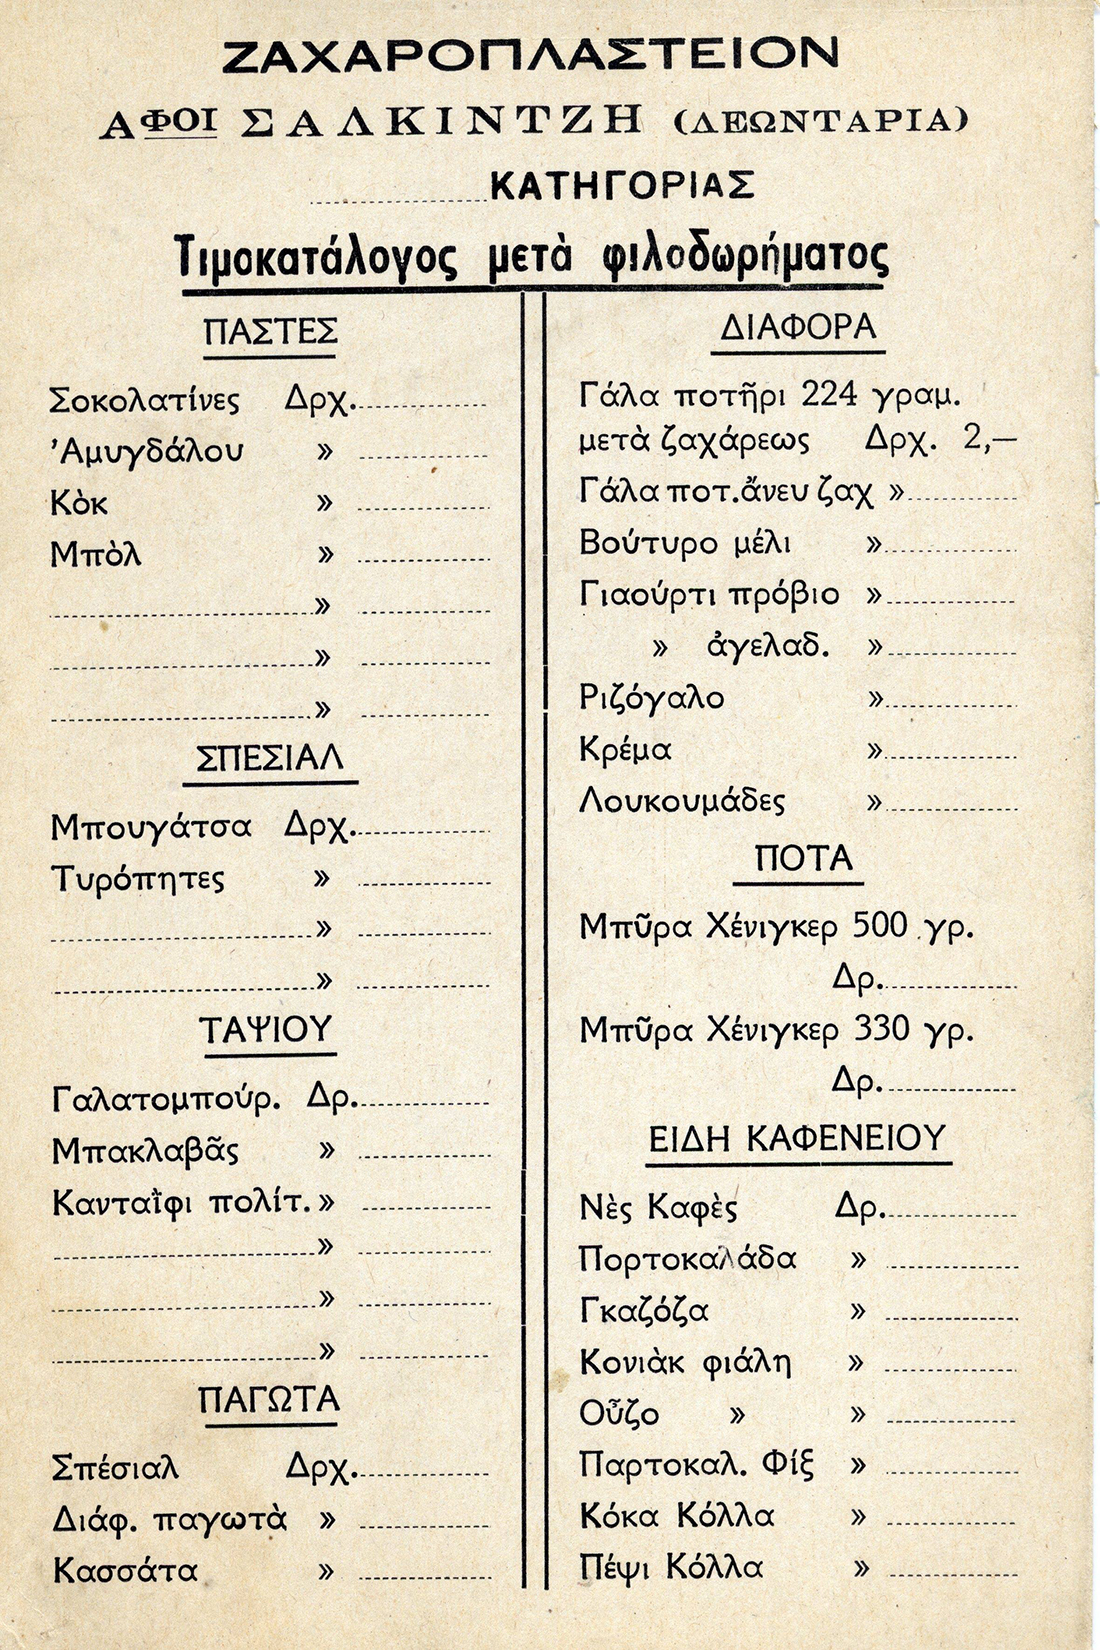 ΖΑΧΑΡΟΠΛΑΣΤΕΙΟΝ
ΑΦΟΙ ΣΑΛΚΙΝΤΖΗ (ΛΕΩΝΤΑΡΙΑ)
....................ΚΑΤΗΓΟΡΙΑΣ
Τιμοκατάλογος μετὰ φιλοδωρήματος
ΠΑΣΤΕΣ
Σοκολατίνες Δρχ.....................
Ἀμυγδάλου » ....................
Κὸκ » ....................
Μπὸλ » ....................
....................» ....................
....................» ....................
....................» ....................
ΣΠΕΣΙΑΛ
Μπουγάτσα Δρχ.....................
Τυρόπητες » ....................
....................» ....................
....................» ....................
ΤΑΨΙΟΥ
Γαλατομπούρ. Δρ.....................
Μπακλαβᾶς » ....................
Κανταΐφι πολίτ. » ....................
....................» ....................
....................» ....................
....................» ....................
ΠΑΓΩΤΑ
Σπέσιαλ Δρχ.....................
Διάφ. παγωτὰ » ....................
Κασσάτα » ....................
ΔΙΑΦΟΡΑ
Γάλα ποτῆρι 224 γραμ.
μετὰ ζαχάρεως Δρχ. 2,—
Γάλα ποτ. ἄνευ ζαχ »....................
Βούτυρο μέλι »....................
Γιαούρτι πρόβιο »....................
» ἀγελαδ. »....................
Ριζόγαλο »....................
Κρέμα »....................
Λουκουμάδες »....................
ΠΟΤΑ
Μπῦρα Χένιγκερ 500 γρ.
Δρ.....................
Μπῦρα Χένιγκερ 330 γρ.
Δρ.....................
ΕΙΔΗ ΚΑΦΕΝΕΙΟΥ
Νὲς Καφὲς Δρ.....................
Πορτοκαλάδα » ....................
Γκαζόζα » ....................
Κονιὰκ φιάλη » ....................
Οὖζο » » ....................
Παρτοκαλ. Φίξ » ....................
Κόκα Κόλλα » ....................
Πέψι Κόλλα » ....................